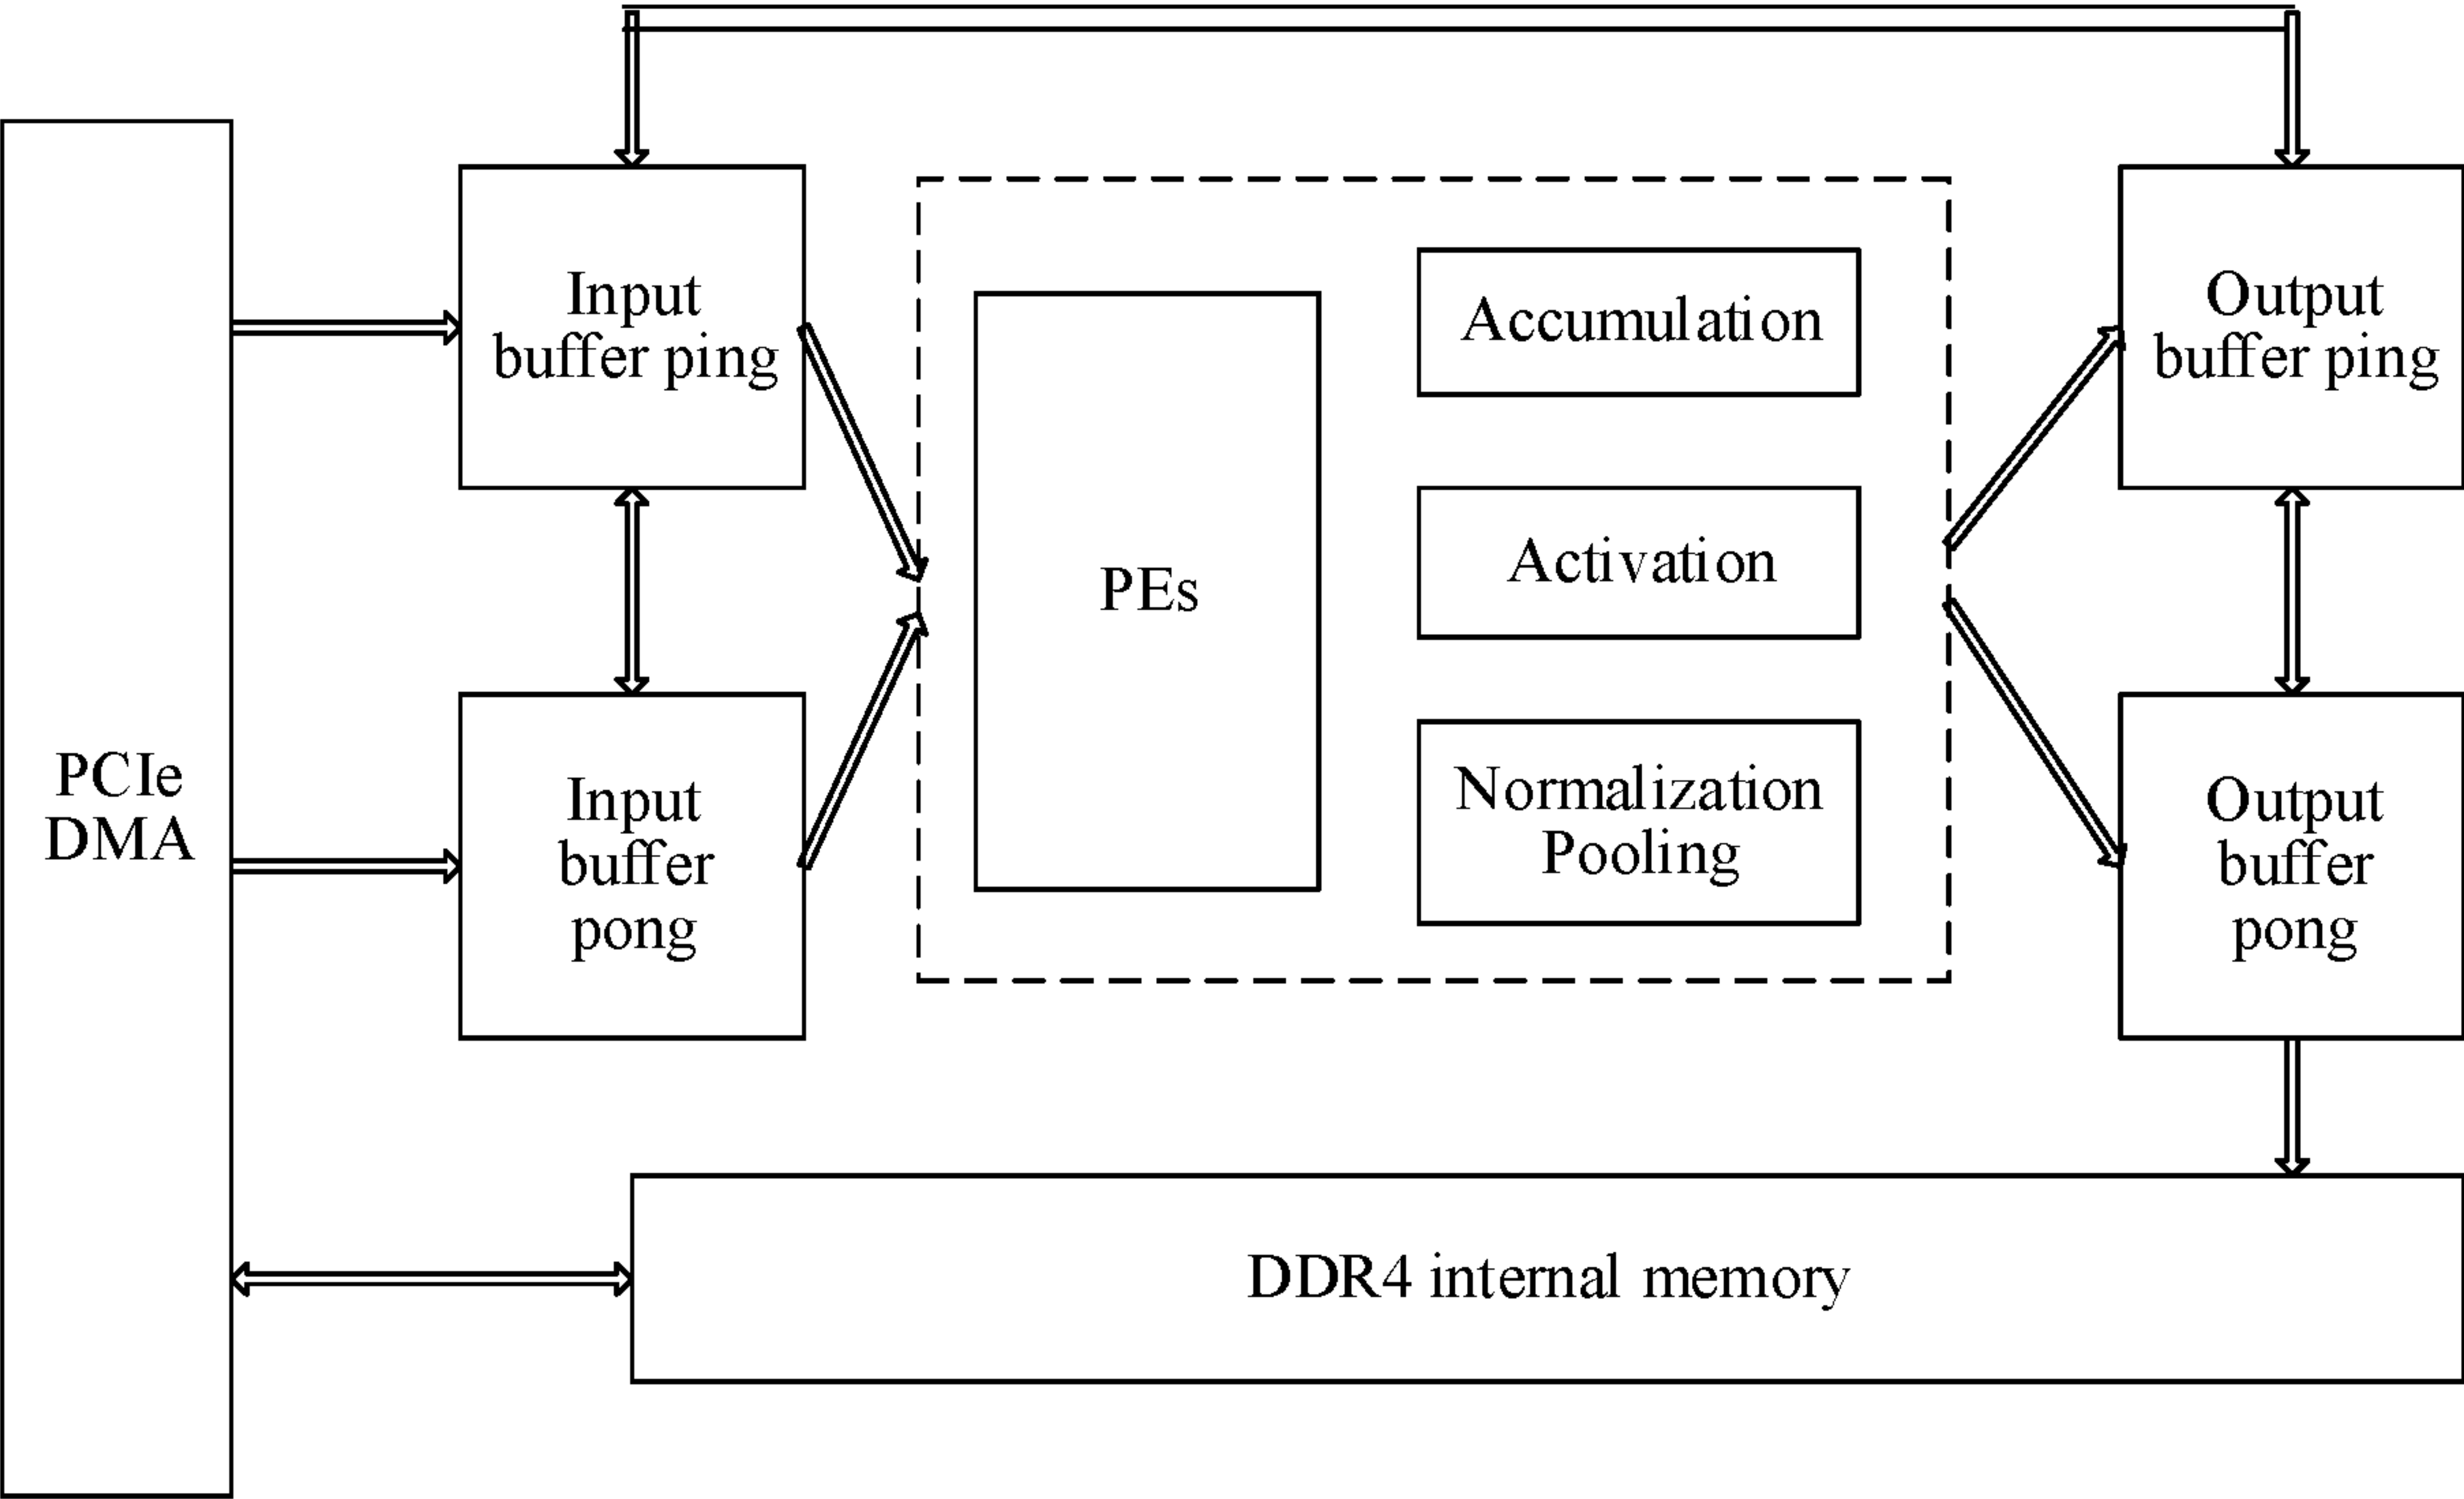 PCIe
DMA
Input
buffer ping
Input
buffer
pong
PEs
Accumulation
Activation
Normalization
Pooling
Output
buffer ping
Output
buffer
pong
DDR4 internal memory